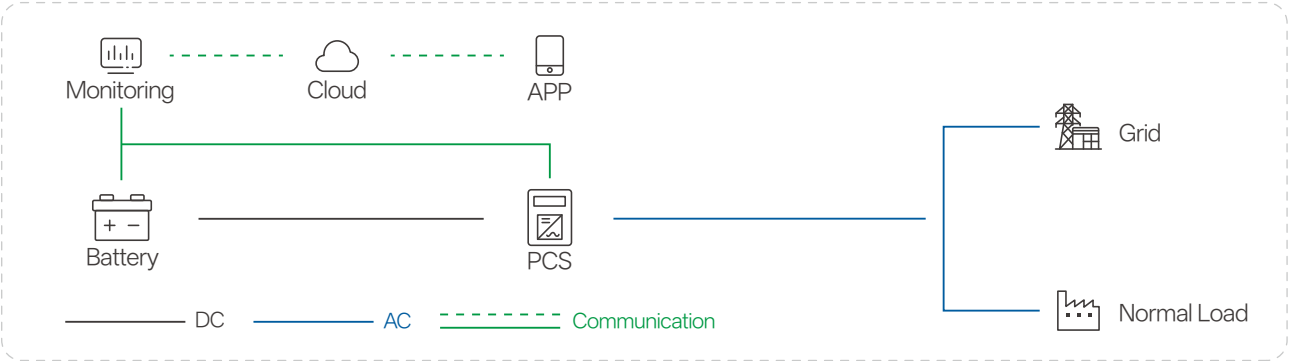 Monitoring
Cloud
APP
Grid
Battery
PCS
DC
AC
Communication
Normal Load